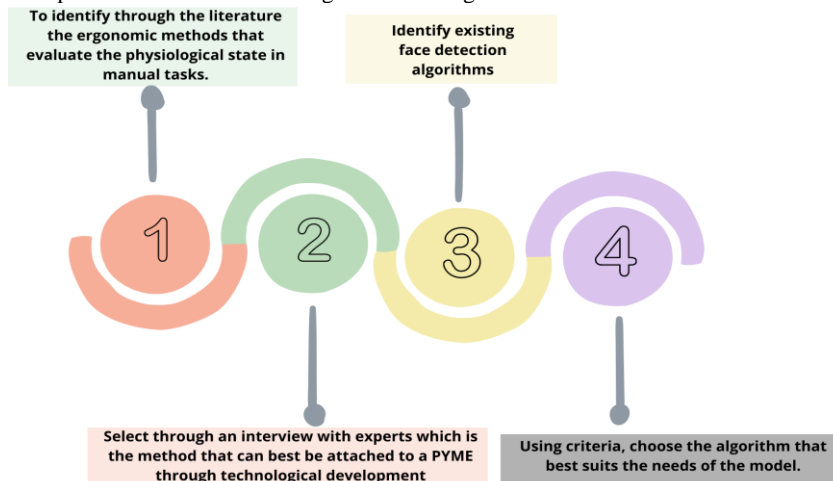 To identify through the literature
the ergonomic methods that
evaluate the physiological state in
manual tasks.
Identify existing
face detection
algorithms
1
2
3
4
Select through an interview with experts which is
the method that can best be attached to a PYME
through technological development
Using criteria, choose the algorithm that
best suits the needs of the model.